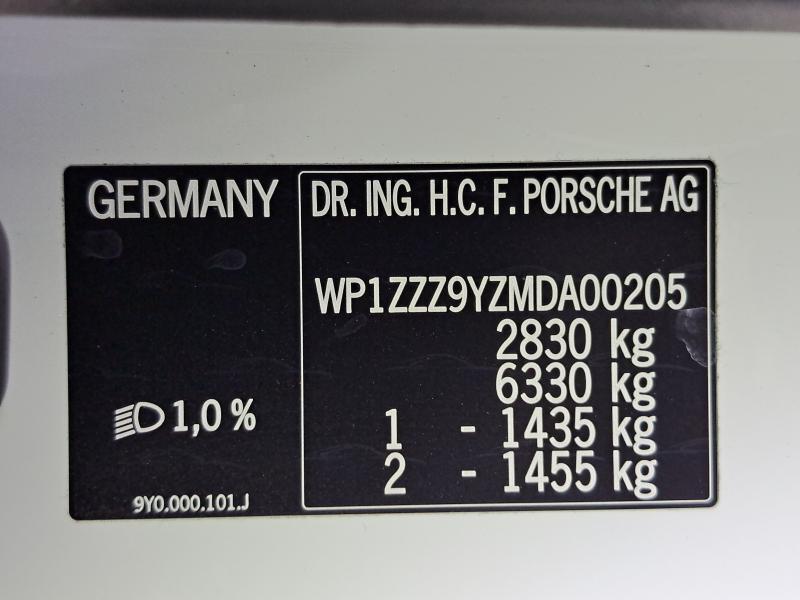 GERMANY
DR. ING. H.C. F. PORSCHE AG
WP1ZZZ9YZMDA00205
2830 kg
6330 kg
1 - 1435 kg
2 - 1455 kg
1,0 %
9Y0.000.101.J